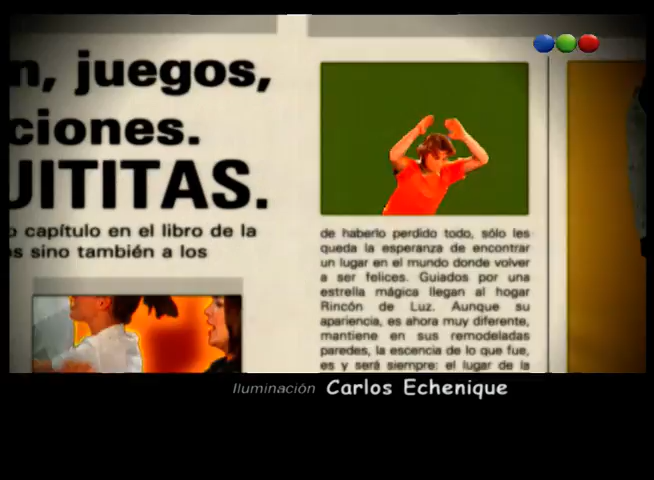 n, juegos,
ciones.
UITITAS.
o capítulo en el libro de la
os sino también a los
de haberlo perdido todo, sólo les
queda la esperanza de encontrar
un lugar en el mundo donde volver
a ser felices. Guiados por una
estrella mágica llegan al hogar
Rincón de Luz. Aunque su
apariencia, es ahora muy diferente,
mantiene en sus remodeladas
paredes, la escencia de lo que fue,
es y será siempre: el lugar de la
Iluminación Carlos Echenique